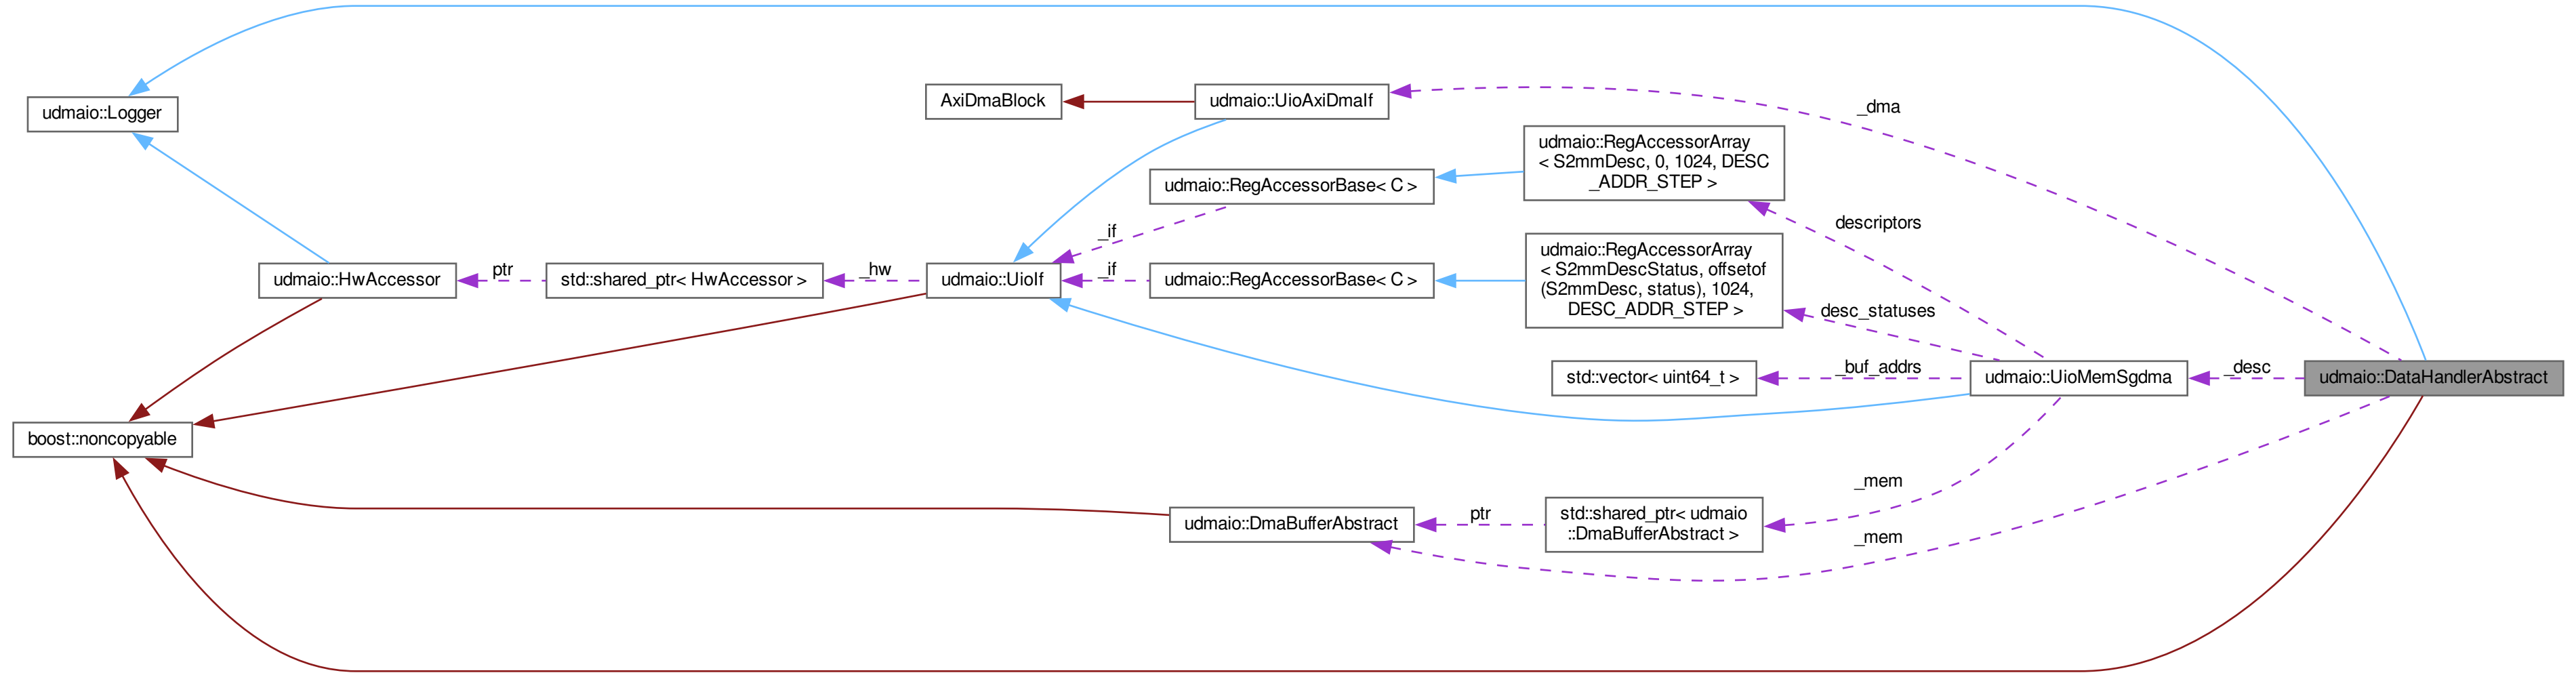 udmaio::Logger
AxiDmaBlock
udmaio::UioAxiDmaIf
_dma
udmaio::RegAccessorArray
< S2mmDesc, 0, 1024, DESC
_ADDR_STEP >
udmaio::RegAccessorBase< C >
descriptors
_if
udmaio::RegAccessorArray
< S2mmDescStatus, offsetof
(S2mmDesc, status), 1024,
DESC_ADDR_STEP >
udmaio::HwAccessor
ptr
std::shared_ptr< HwAccessor >
_hw
udmaio::UioIf
_if
udmaio::RegAccessorBase< C >
desc_statuses
std::vector< uint64_t >
_buf_addrs
udmaio::UioMemSgdma
_desc
udmaio::DataHandlerAbstract
boost::noncopyable
_mem
udmaio::DmaBufferAbstract
ptr
std::shared_ptr< udmaio
::DmaBufferAbstract >
_mem